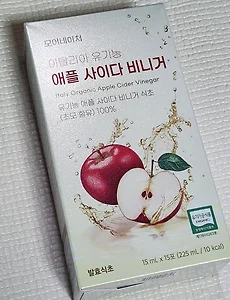 모어네이처
이탈리아 유기농
애플 사이다 비니거
Italy Organic Apple Cider Vinegar
유기농 애플 사이다 비니거 식초
(초모 함유) 100%
15 mL x 15포 (225 mL / 10 kcal)
발효식초